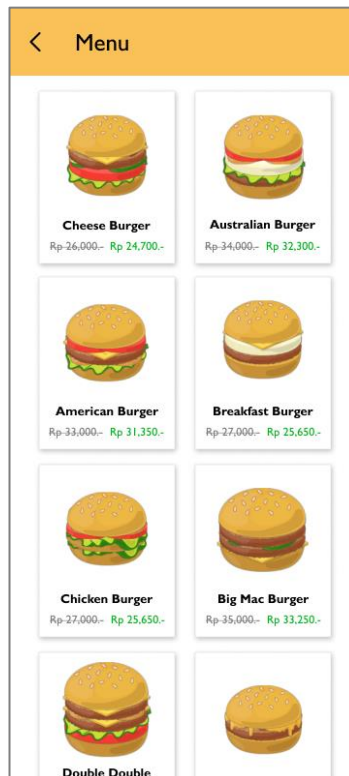 Menu
Cheese Burger
Rp 26,000.- Rp 24,700.-
Australian Burger
Rp 34,000.- Rp 32,300.-
American Burger
Rp 33,000.- Rp 31,350.-
Breakfast Burger
Rp 27,000.- Rp 25,650.-
Chicken Burger
Rp 27,000.- Rp 25,650.-
Big Mac Burger
Rp 35,000.- Rp 33,250.-
Double Double